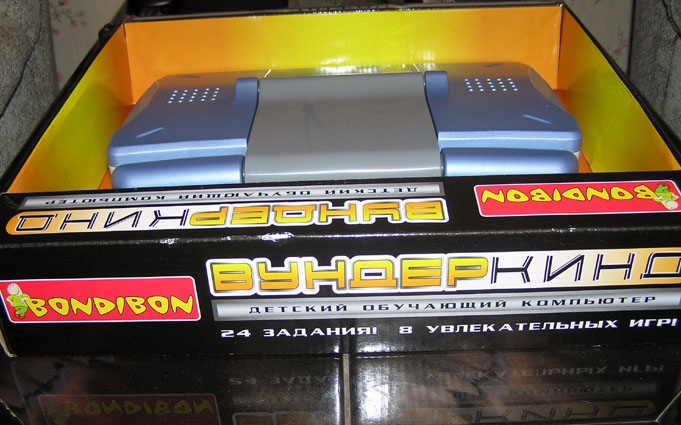 ДЕТСКИЙ ОБУЧАЮЩИЙ КОМПЬЮТЕР
ВУНДЕРКИНД
BONDIBON
BONDIBON
ВУНДЕРКИНД
ДЕТСКИЙ ОБУЧАЮЩИЙ КОМПЬЮТЕР
24 ЗАДАНИЯ! 8 УВЛЕКАТЕЛЬНЫХ ИГР!